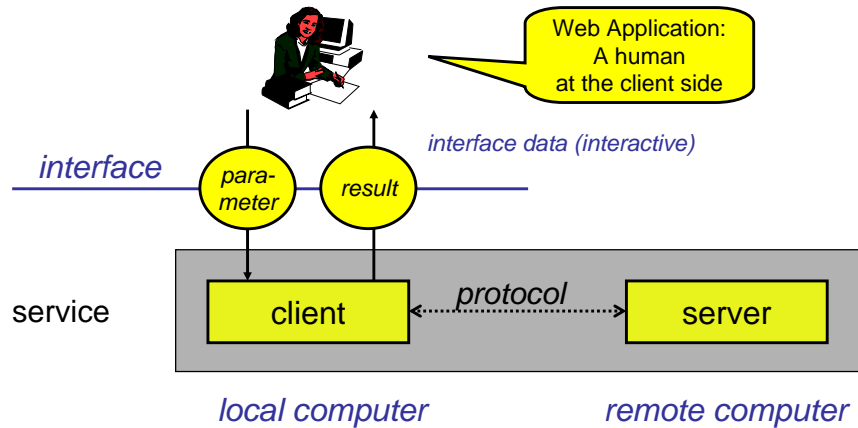 Web Application:
A human
at the client side
interface data (interactive)
interface
para-
meter
result
service
client
protocol
server
local computer
remote computer